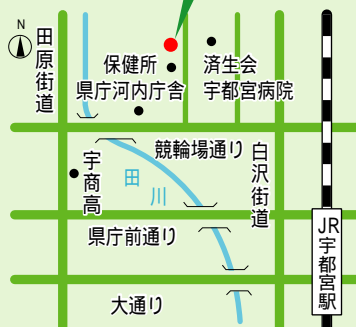 N
田原街道
保健所
済生会
宇都宮病院
県庁河内庁舎
競輪場通り
宇商高
田川
白沢街道
県庁前通り
JR宇都宮駅
大通り